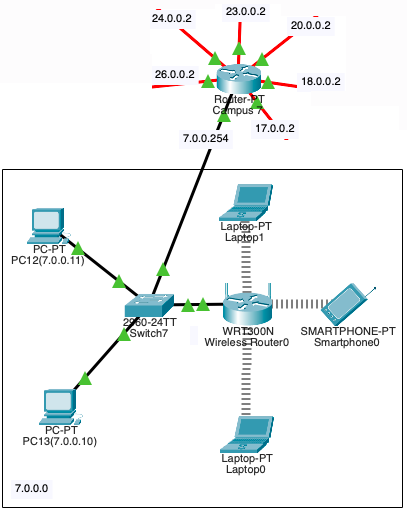 23.0.0.2
24.0.0.2
20.0.0.2
26.0.0.2
18.0.0.2
Router-PT
Campus 7
17.0.0.2
7.0.0.254
Laptop-PT
Laptop1
PC-PT
PC12(7.0.0.11)
2960-24TT
Switch7
WRT300N
Wireless Router0
SMARTPHONE-PT
Smartphone0
PC-PT
PC13(7.0.0.10)
Laptop-PT
Laptop0
7.0.0.0